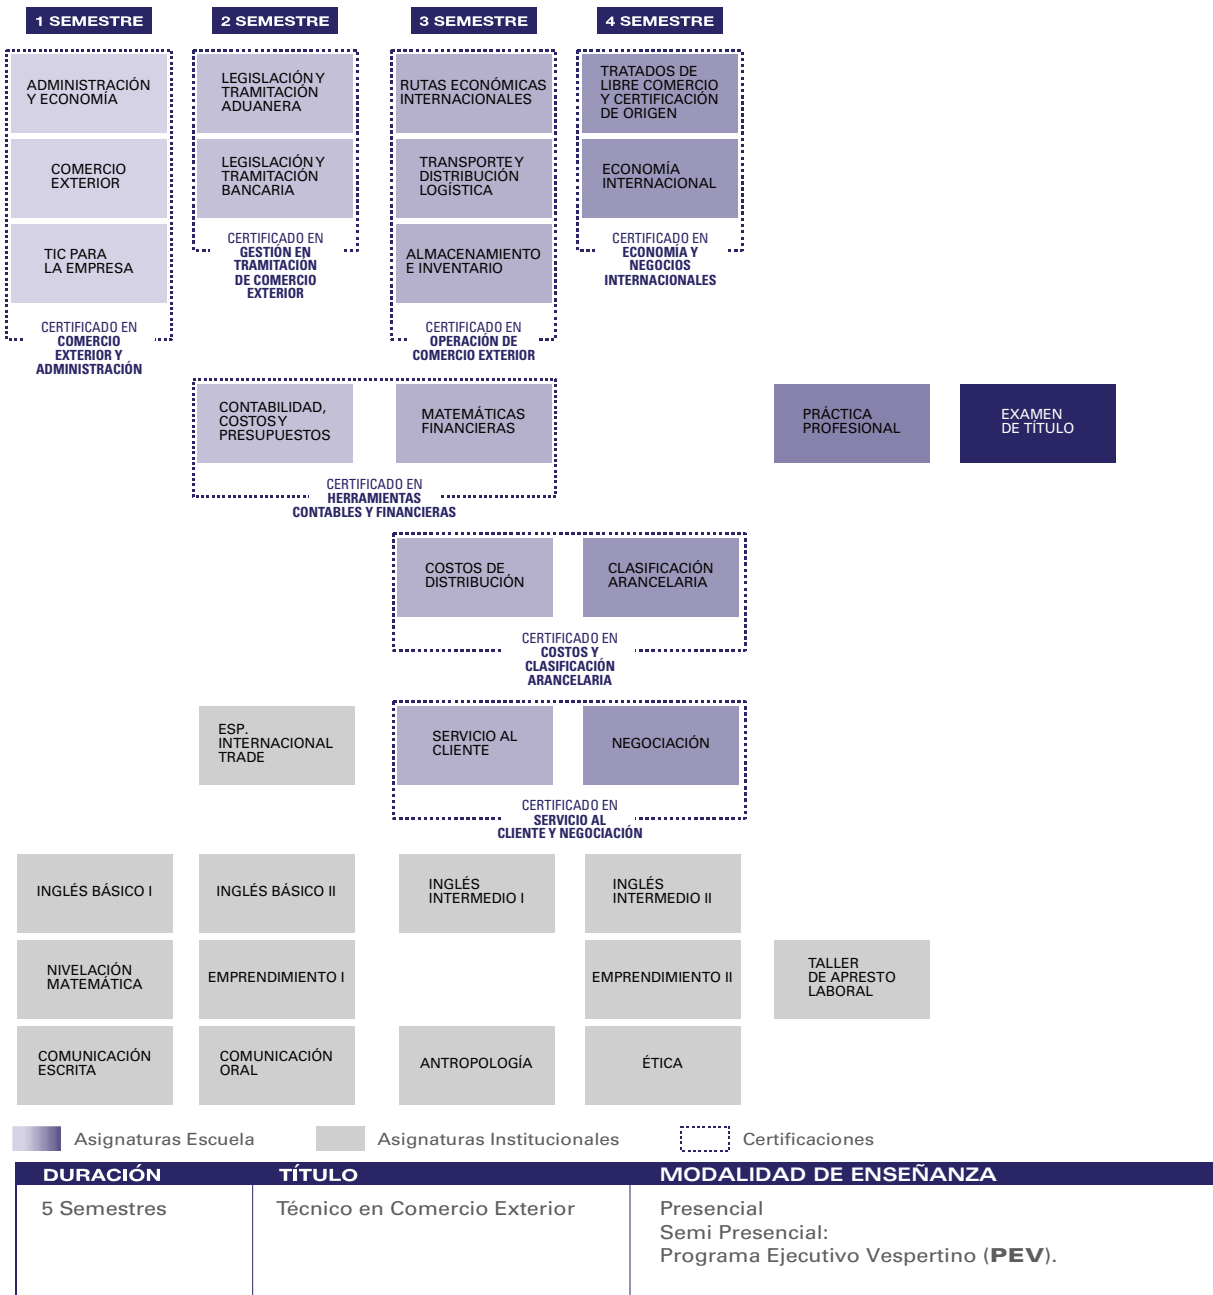 1 SEMESTRE
2 SEMESTRE
3 SEMESTRE
4 SEMESTRE
ADMINISTRACIÓN
Y ECONOMÍA
LEGISLACIÓN Y
TRAMITACIÓN
ADUANERA
RUTAS ECONÓMICAS
INTERNACIONALES
TRATADOS DE
LIBRE COMERCIO
Y CERTIFICACIÓN
DE ORIGEN
COMERCIO
EXTERIOR
LEGISLACIÓN Y
TRAMITACIÓN
BANCARIA
TRANSPORTE Y
DISTRIBUCIÓN
LOGÍSTICA
ECONOMÍA
INTERNACIONAL
TIC PARA
LA EMPRESA
CERTIFICADO EN
GESTIÓN EN
TRAMITACIÓN
DE COMERCIO
EXTERIOR
ALMACENAMIENTO
E INVENTARIO
CERTIFICADO EN
ECONOMÍA Y
NEGOCIOS
INTERNACIONALES
CERTIFICADO EN
COMERCIO
EXTERIOR Y
ADMINISTRACIÓN
CERTIFICADO EN
OPERACIÓN DE
COMERCIO EXTERIOR
CONTABILIDAD,
COSTOS Y
PRESUPUESTOS
MATEMÁTICAS
FINANCIERAS
PRÁCTICA
PROFESIONAL
EXAMEN
DE TÍTULO
CERTIFICADO EN
HERRAMIENTAS
CONTABLES Y FINANCIERAS
COSTOS DE
DISTRIBUCIÓN
CLASIFICACIÓN
ARANCELARIA
CERTIFICADO EN
COSTOS Y
CLASIFICACIÓN
ARANCELARIA
ESP.
INTERNACIONAL
TRADE
SERVICIO AL
CLIENTE
NEGOCIACIÓN
CERTIFICADO EN
SERVICIO AL
CLIENTE Y NEGOCIACIÓN
INGLÉS BÁSICO I
INGLÉS BÁSICO II
INGLÉS
INTERMEDIO I
INGLÉS
INTERMEDIO II
NIVELACIÓN
MATEMÁTICA
EMPRENDIMIENTO I
EMPRENDIMIENTO II
TALLER
DE APRESTO
LABORAL
COMUNICACIÓN
ESCRITA
COMUNICACIÓN
ORAL
ANTROPOLOGÍA
ÉTICA
Asignaturas Escuela
Asignaturas Institucionales
Certificaciones
DURACIÓN
TÍTULO
MODALIDAD DE ENSEÑANZA
5 Semestres
Técnico en Comercio Exterior
Presencial
Semi Presencial:
Programa Ejecutivo Vespertino (PEV).